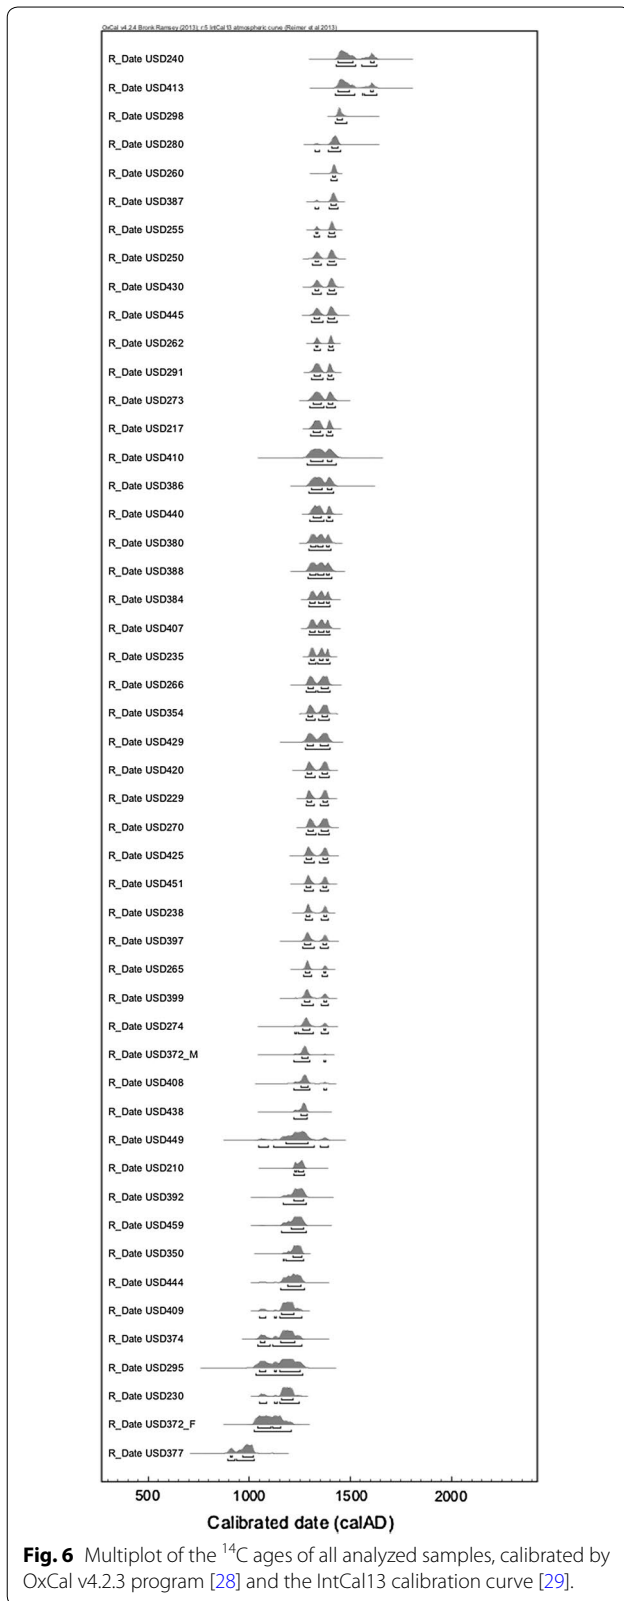 OxCal v4.2.4 Bronk Ramsey (2013); r:5 IntCal13 atmospheric curve (Reimer et al 2013)
R_Date USD240
R_Date USD413
R_Date USD298
R_Date USD280
R_Date USD260
R_Date USD387
R_Date USD255
R_Date USD250
R_Date USD430
R_Date USD445
R_Date USD262
R_Date USD291
R_Date USD273
R_Date USD217
R_Date USD410
R_Date USD386
R_Date USD440
R_Date USD380
R_Date USD388
R_Date USD384
R_Date USD407
R_Date USD235
R_Date USD266
R_Date USD354
R_Date USD429
R_Date USD420
R_Date USD229
R_Date USD270
R_Date USD425
R_Date USD451
R_Date USD238
R_Date USD397
R_Date USD265
R_Date USD399
R_Date USD274
R_Date USD372_M
R_Date USD408
R_Date USD438
R_Date USD449
R_Date USD210
R_Date USD392
R_Date USD459
R_Date USD350
R_Date USD444
R_Date USD409
R_Date USD374
R_Date USD295
R_Date USD230
R_Date USD372_F
R_Date USD377
500 1000 1500 2000
Calibrated date (calAD)
Fig. 6 Multiplot of the ¹⁴C ages of all analyzed samples, calibrated by
OxCal v4.2.3 program [28] and the IntCal13 calibration curve [29].